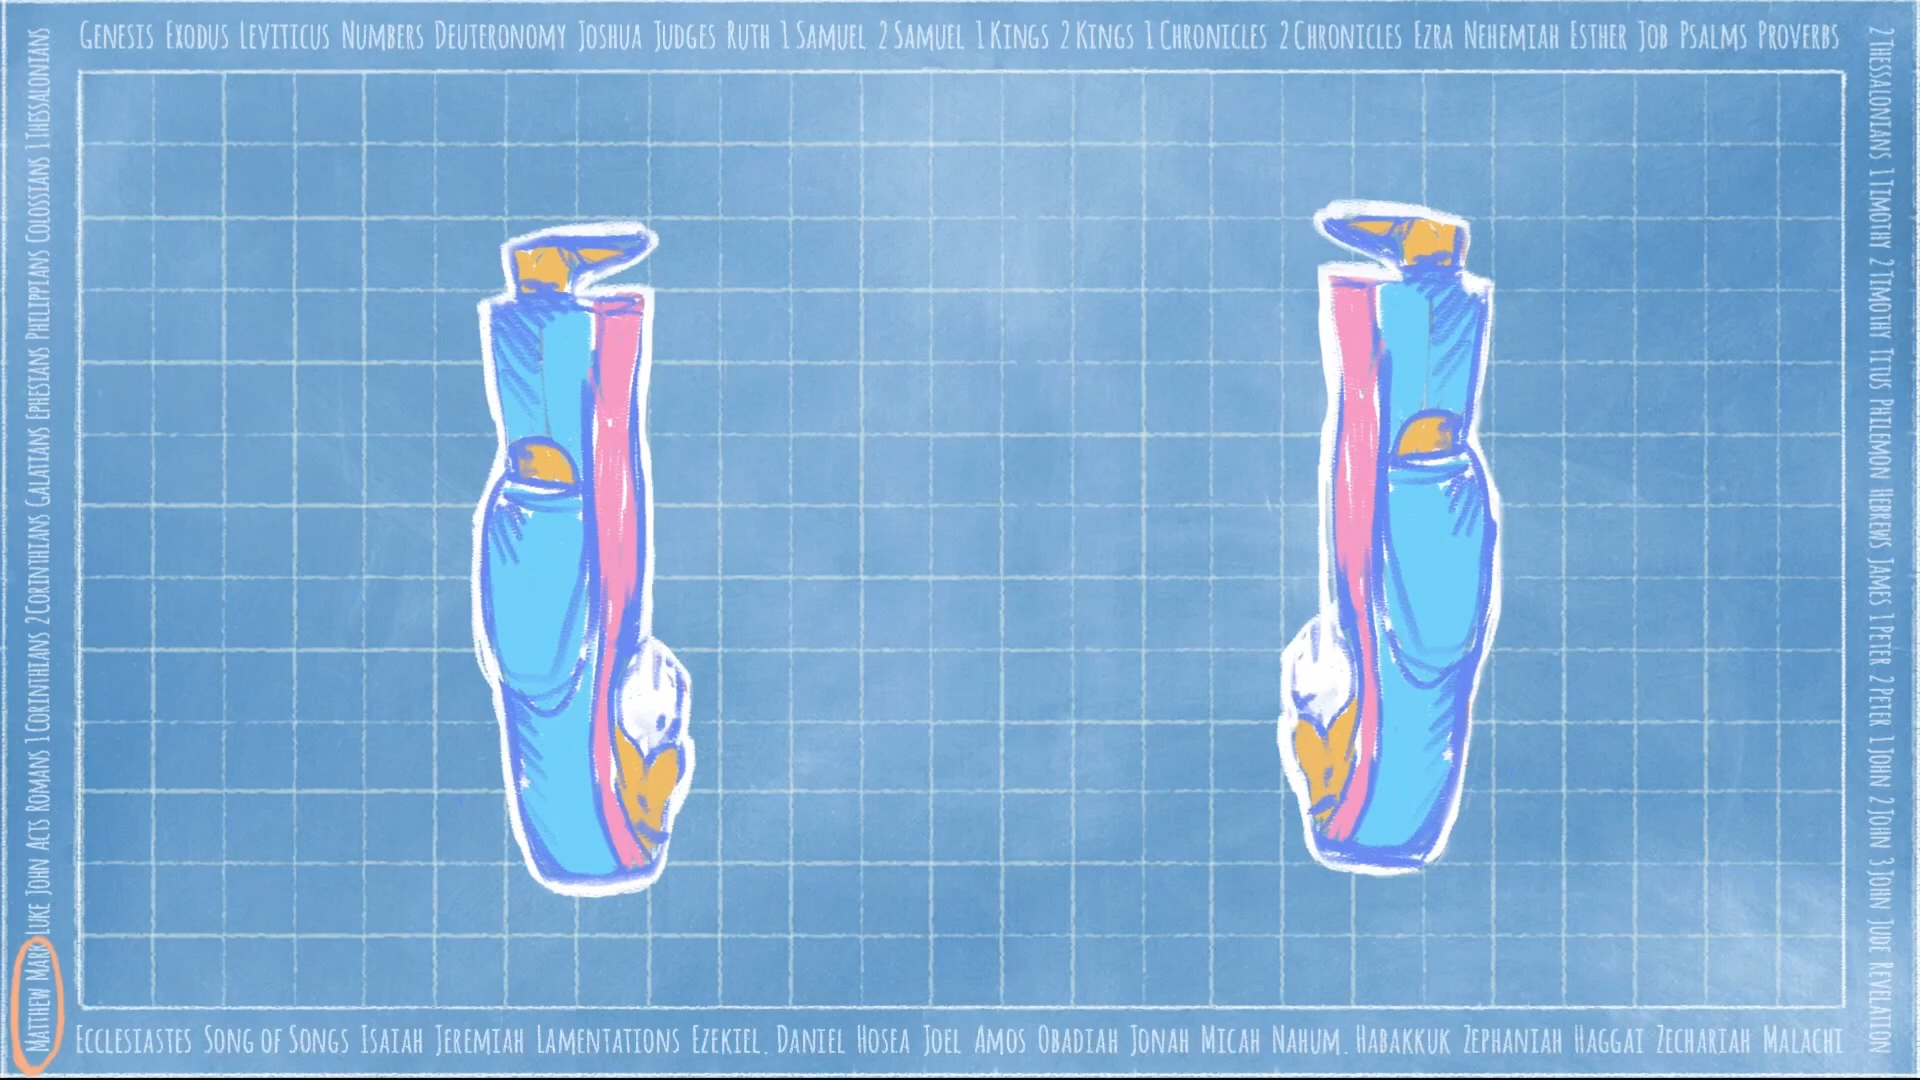 Genesis Exodus Leviticus Numbers Deuteronomy Joshua Judges Ruth 1 Samuel 2 Samuel 1 Kings 2 Kings 1 Chronicles 2 Chronicles Ezra Nehemiah Esther Job Psalms Proverbs
Ecclesiastes Song of Songs Isaiah Jeremiah Lamentations Ezekiel. Daniel Hosea Joel Amos Obadiah Jonah Micah Nahum. Habakkuk Zephaniah Haggai Zechariah Malachi
Matthew Mark Luke John Acts Romans 1 Corinthians 2 Corinthians Galatians Ephesians Philippians Colossians 1 Thessalonians
2 Thessalonians 1 Timothy 2 Timothy Titus Philemon Hebrews James 1 Peter 2 Peter 1 John 2 John 3 John Jude Revelation